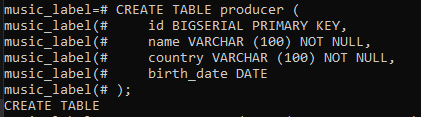 music_label=# CREATE TABLE producer (
music_label(#     id BIGSERIAL PRIMARY KEY,
music_label(#     name VARCHAR (100) NOT NULL,
music_label(#     country VARCHAR (100) NOT NULL,
music_label(#     birth_date DATE
music_label(# );
CREATE TABLE